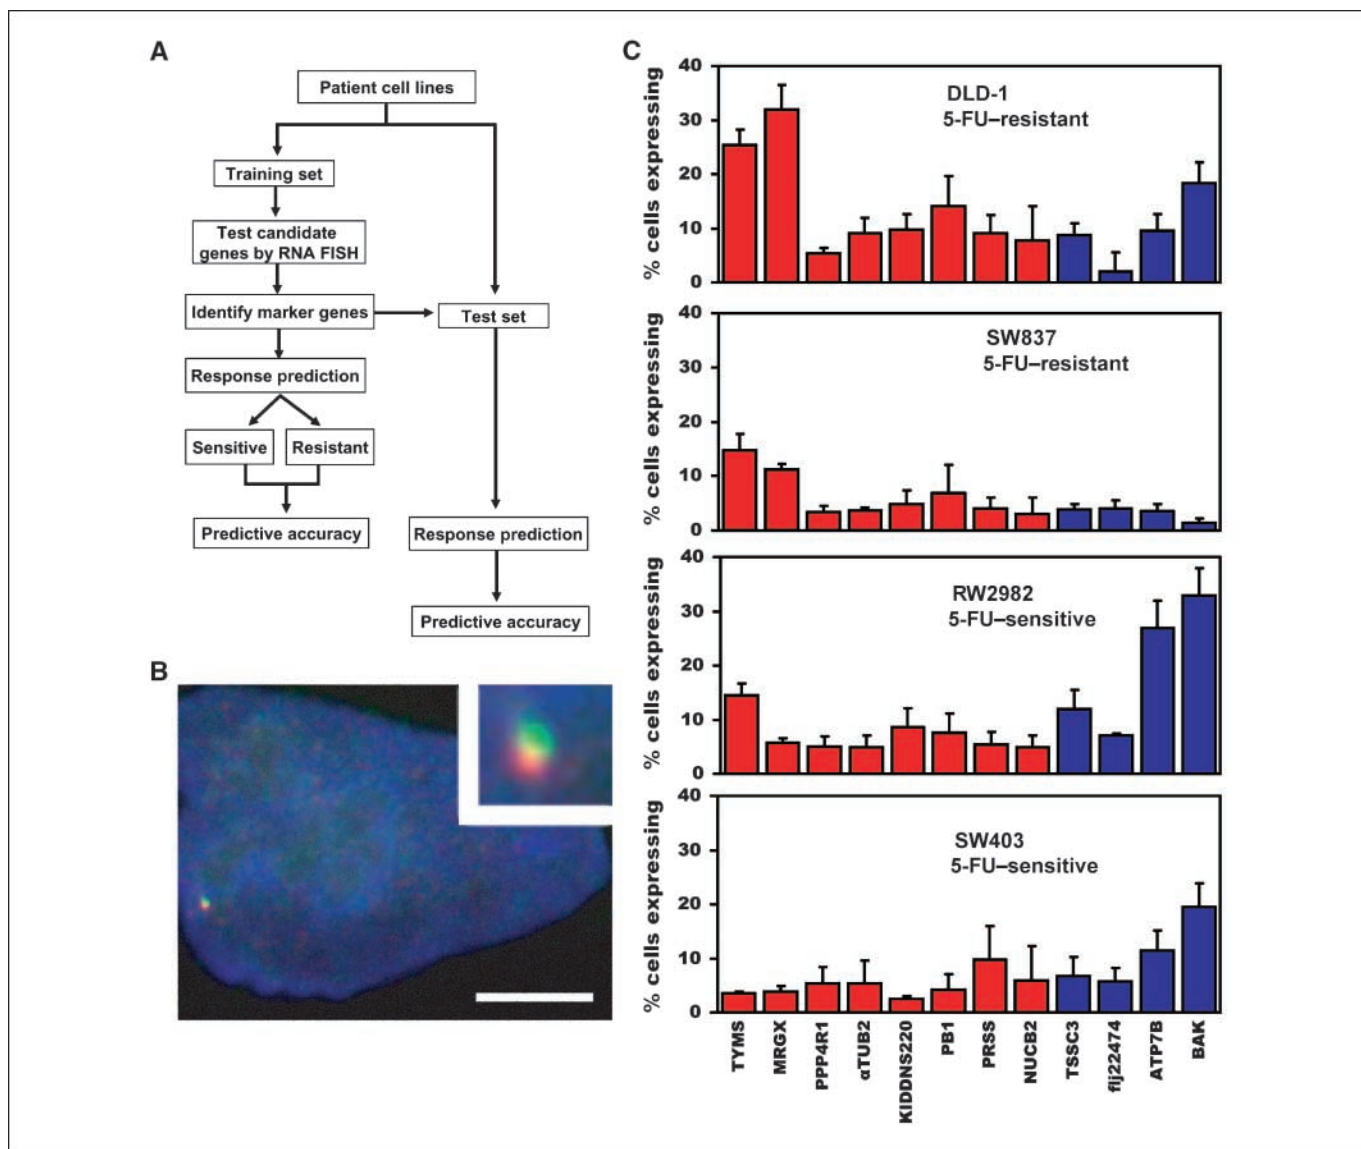 A
Patient cell lines
Training set
Test candidate
genes by RNA FISH
Identify marker genes
Test set
Response prediction
Sensitive
Resistant
Predictive accuracy
Response prediction
Predictive accuracy
B
C
% cells expressing
40
30
20
10
0
DLD-1
5-FU–resistant
% cells expressing
40
30
20
10
0
SW837
5-FU–resistant
% cells expressing
40
30
20
10
0
RW2982
5-FU–sensitive
% cells expressing
40
30
20
10
0
SW403
5-FU–sensitive
TYMS
MRGX
PPP4R1
αTUB2
KIDDNS220
PB1
PRSS
NUCB2
TSSC3
flj22474
ATP7B
BAK